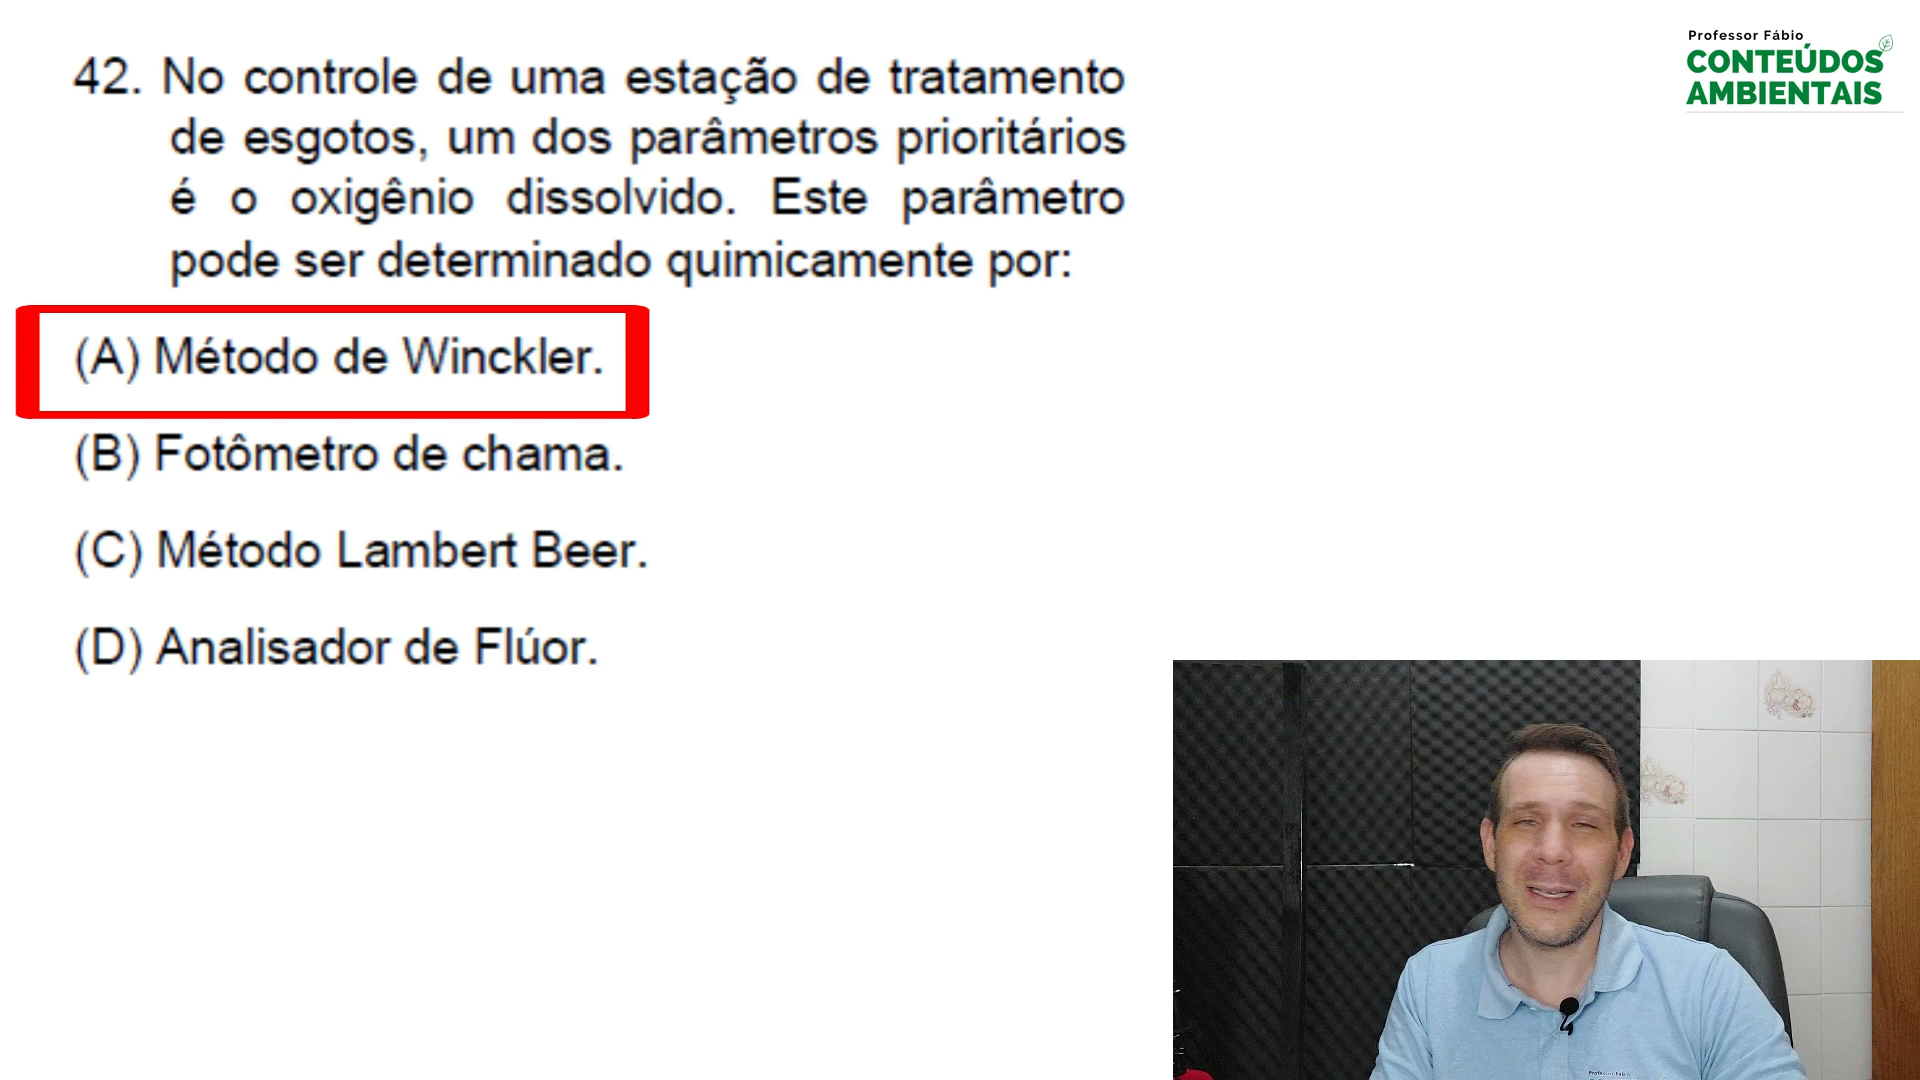 Professor Fábio
CONTEÚDOS
AMBIENTAIS
42. No controle de uma estação de tratamento
de esgotos, um dos parâmetros prioritários
é o oxigênio dissolvido. Este parâmetro
pode ser determinado quimicamente por:
(A) Método de Winckler.
(B) Fotômetro de chama.
(C) Método Lambert Beer.
(D) Analisador de Flúor.
Professor Fábio